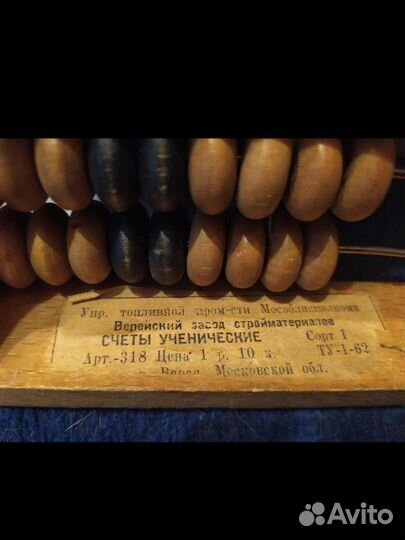 Упр. топливной пром-сти Мособлисполкома
Верейский завод стройматериалов
СЧЕТЫ УЧЕНИЧЕСКИЕ Сорт 1
Арт.-318 Цена 1 р. 10 к. ТУ-1-62
г. Верея, Московской обл.
Avito